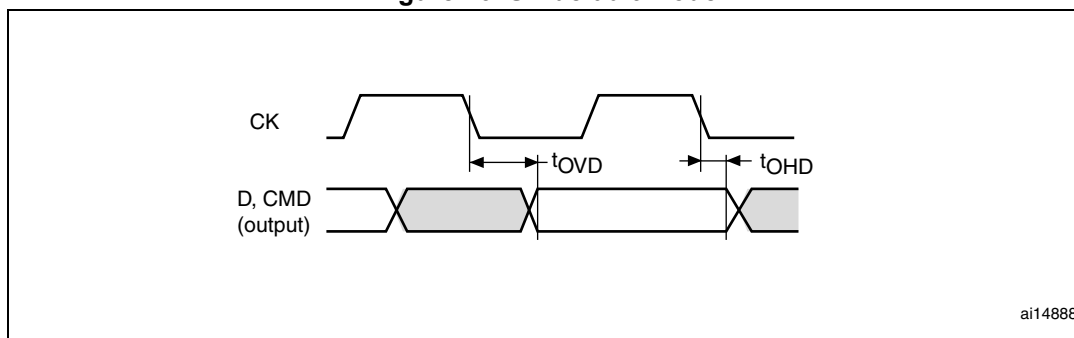 CK
tOVD
tOHD
D, CMD
(output)
ai14888